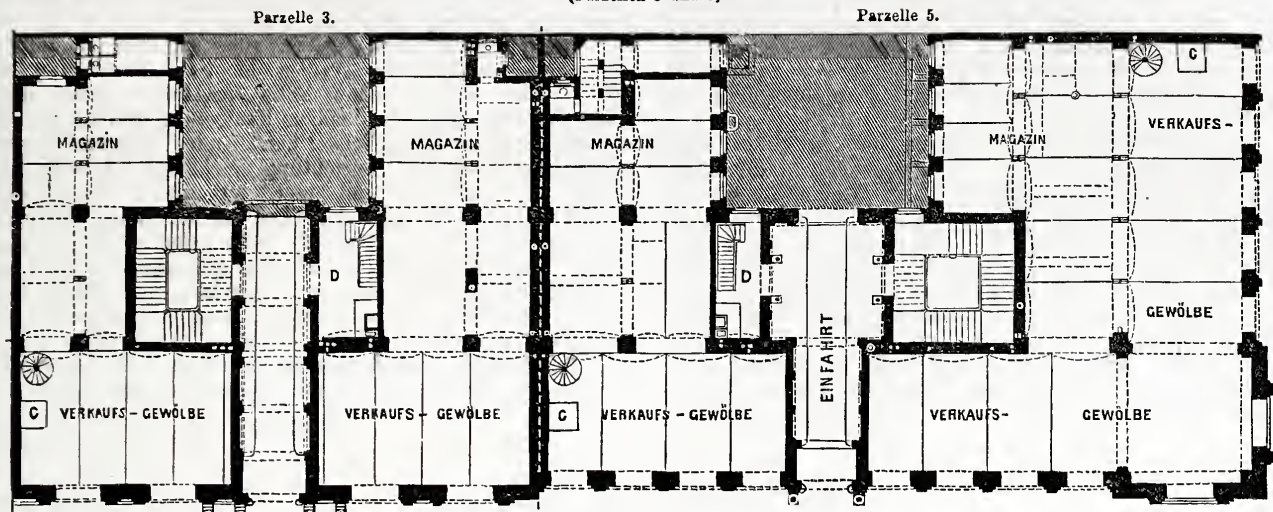 Parzelle 3.
Parzelle 5.
MAGAZIN
MAGAZIN
MAGAZIN
MAGAZIN
C
VERKAUFS -
D
D
GEWÖLBE
EINFAHRT
C
VERKAUFS - GEWÖLBE
VERKAUFS - GEWÖLBE
C
VERKAUFS - GEWÖLBE
VERKAUFS -
GEWÖLBE